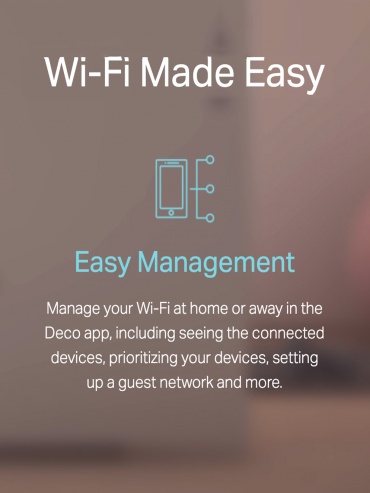 Wi-Fi Made Easy
Easy Management
Manage your Wi-Fi at home or away in the
Deco app, including seeing the connected
devices, prioritizing your devices, setting
up a guest network and more.